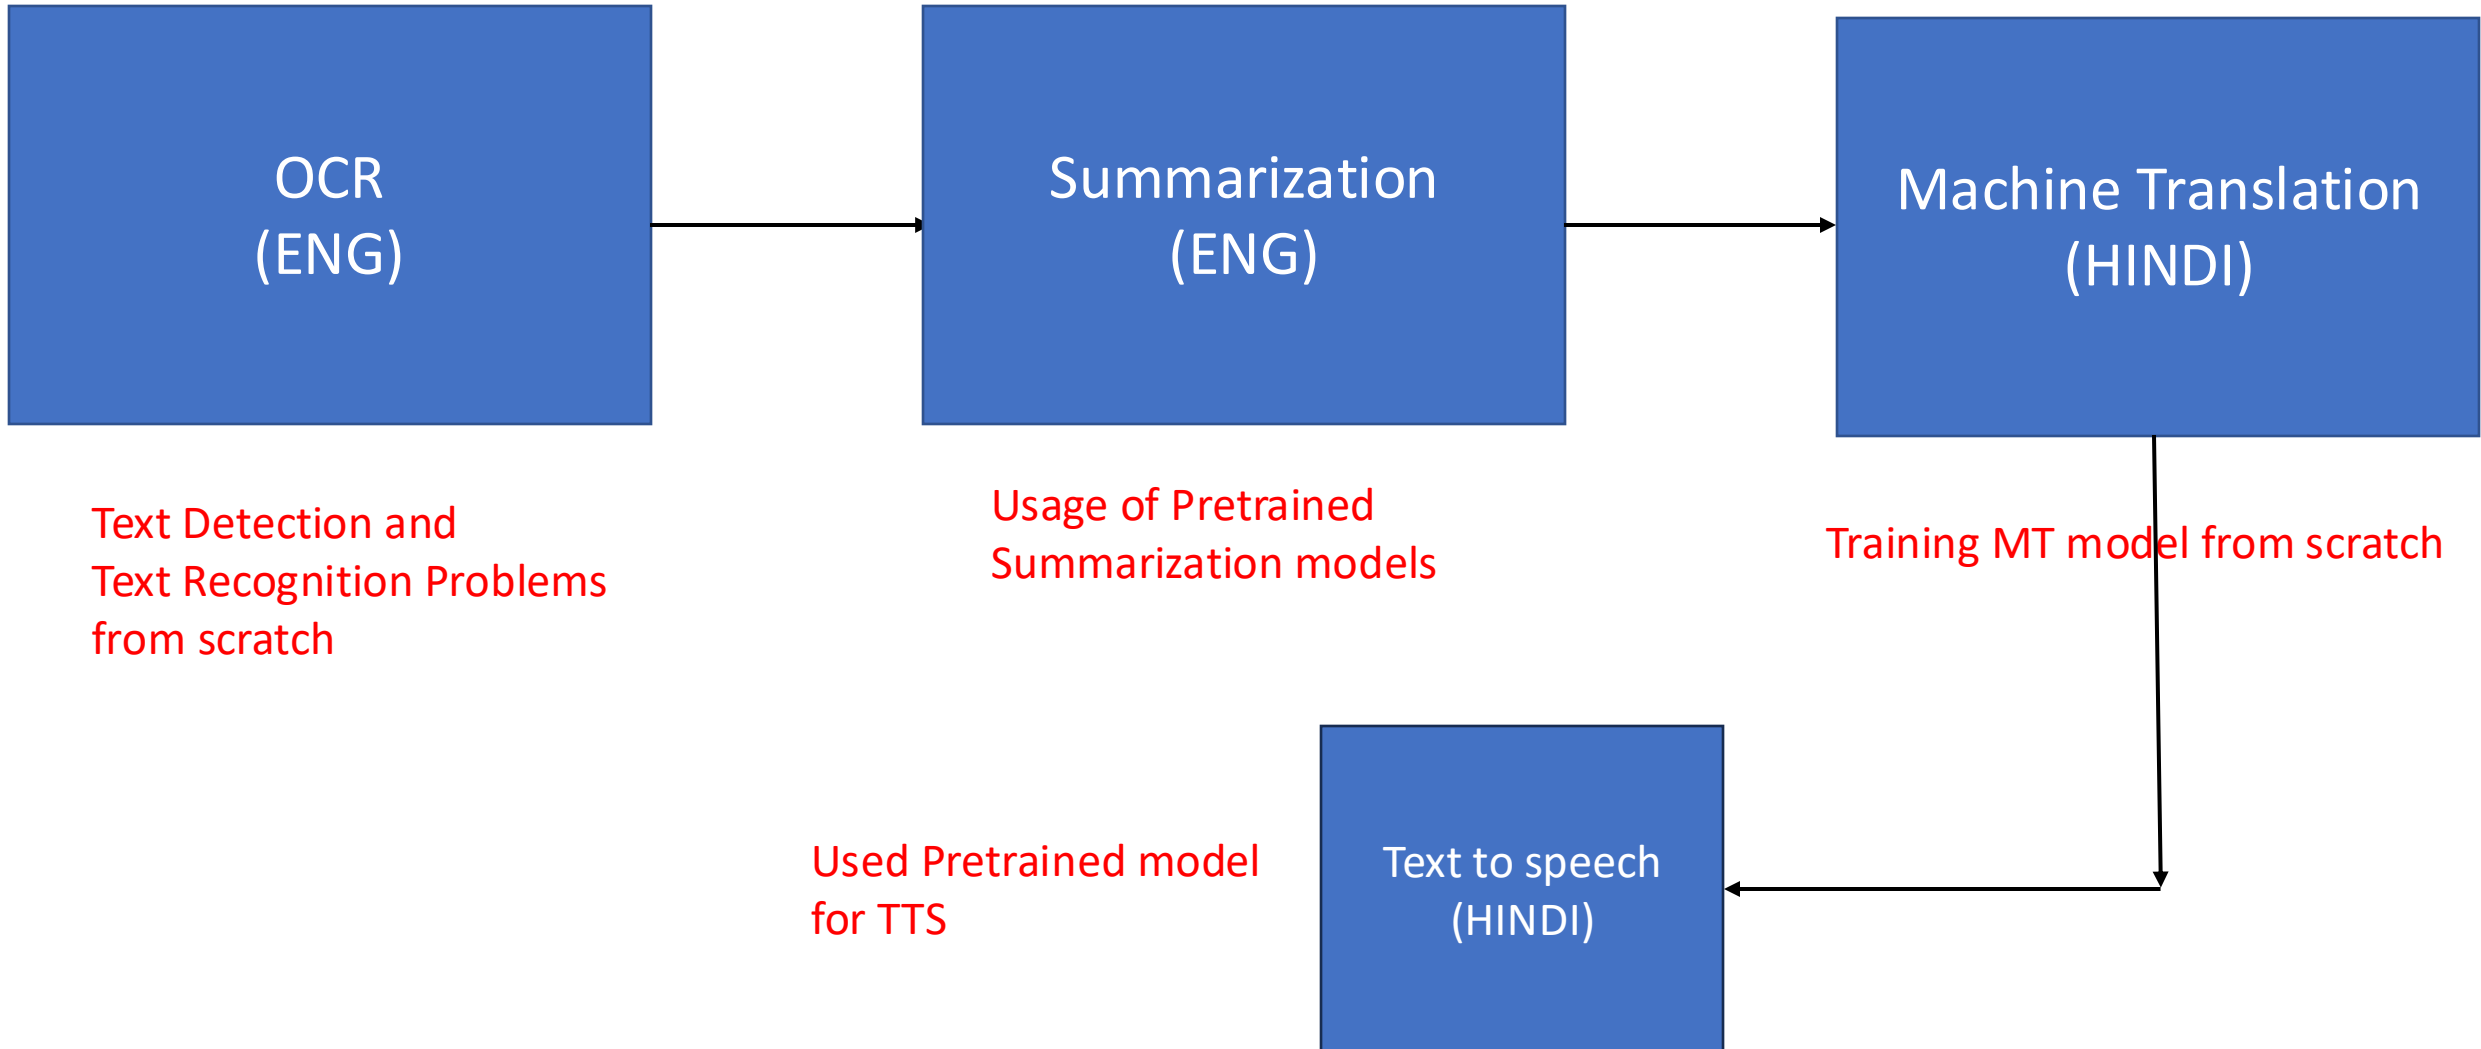 OCR
(ENG)
Summarization
(ENG)
Machine Translation
(HINDI)
Text Detection and
Text Recognition Problems
from scratch
Usage of Pretrained
Summarization models
Training MT model from scratch
Used Pretrained model
for TTS
Text to speech
(HINDI)